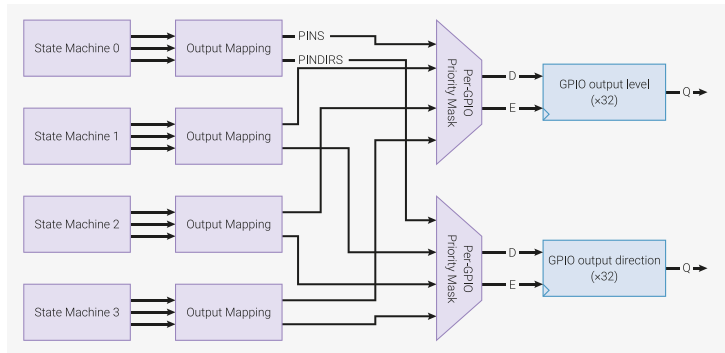 State Machine 0
Output Mapping
PINS
PINDIRS
State Machine 1
Output Mapping
State Machine 2
Output Mapping
State Machine 3
Output Mapping
Per-GPIO
Priority Mask
D
E
GPIO output level
(×32)
Q
Per-GPIO
Priority Mask
D
E
GPIO output direction
(×32)
Q